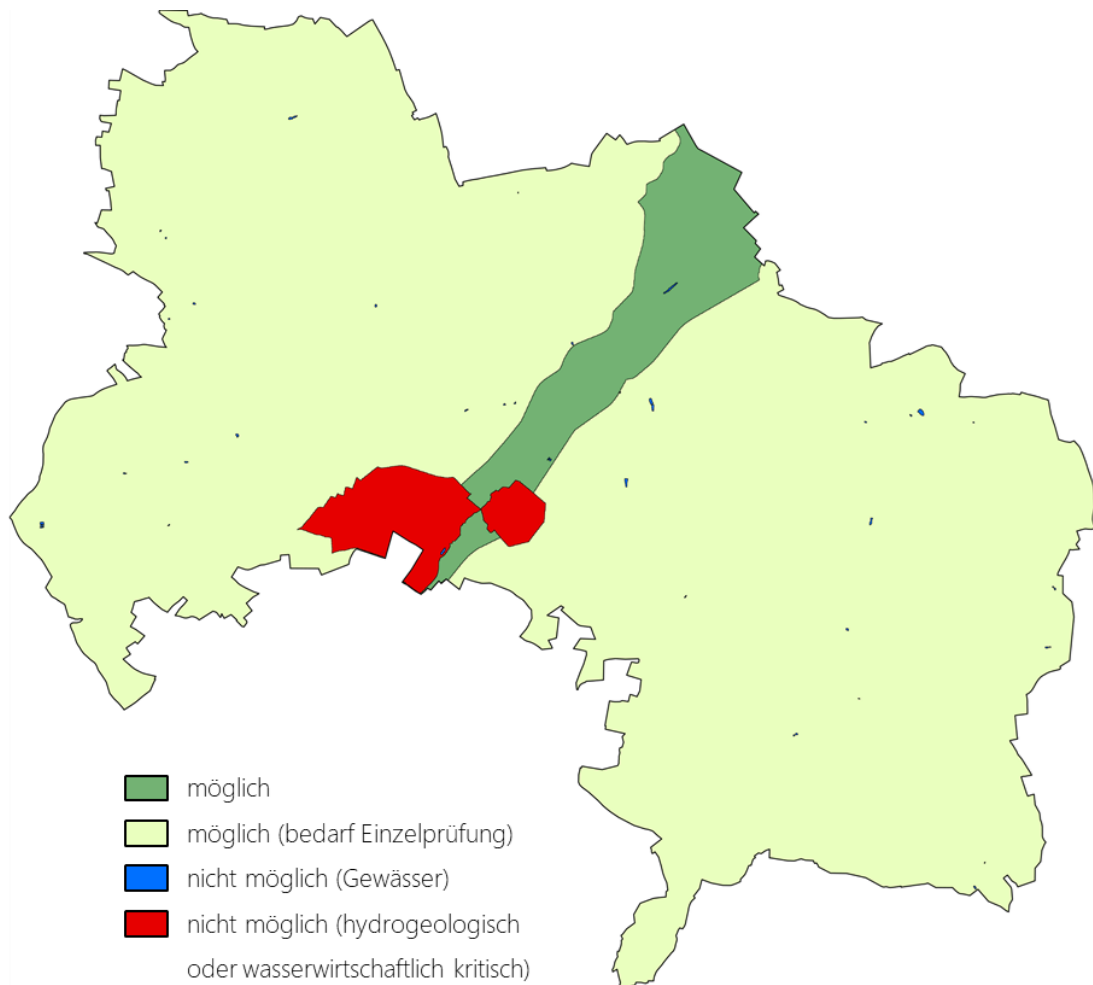 möglich
möglich (bedarf Einzelprüfung)
nicht möglich (Gewässer)
nicht möglich (hydrogeologisch
oder wasserwirtschaftlich kritisch)